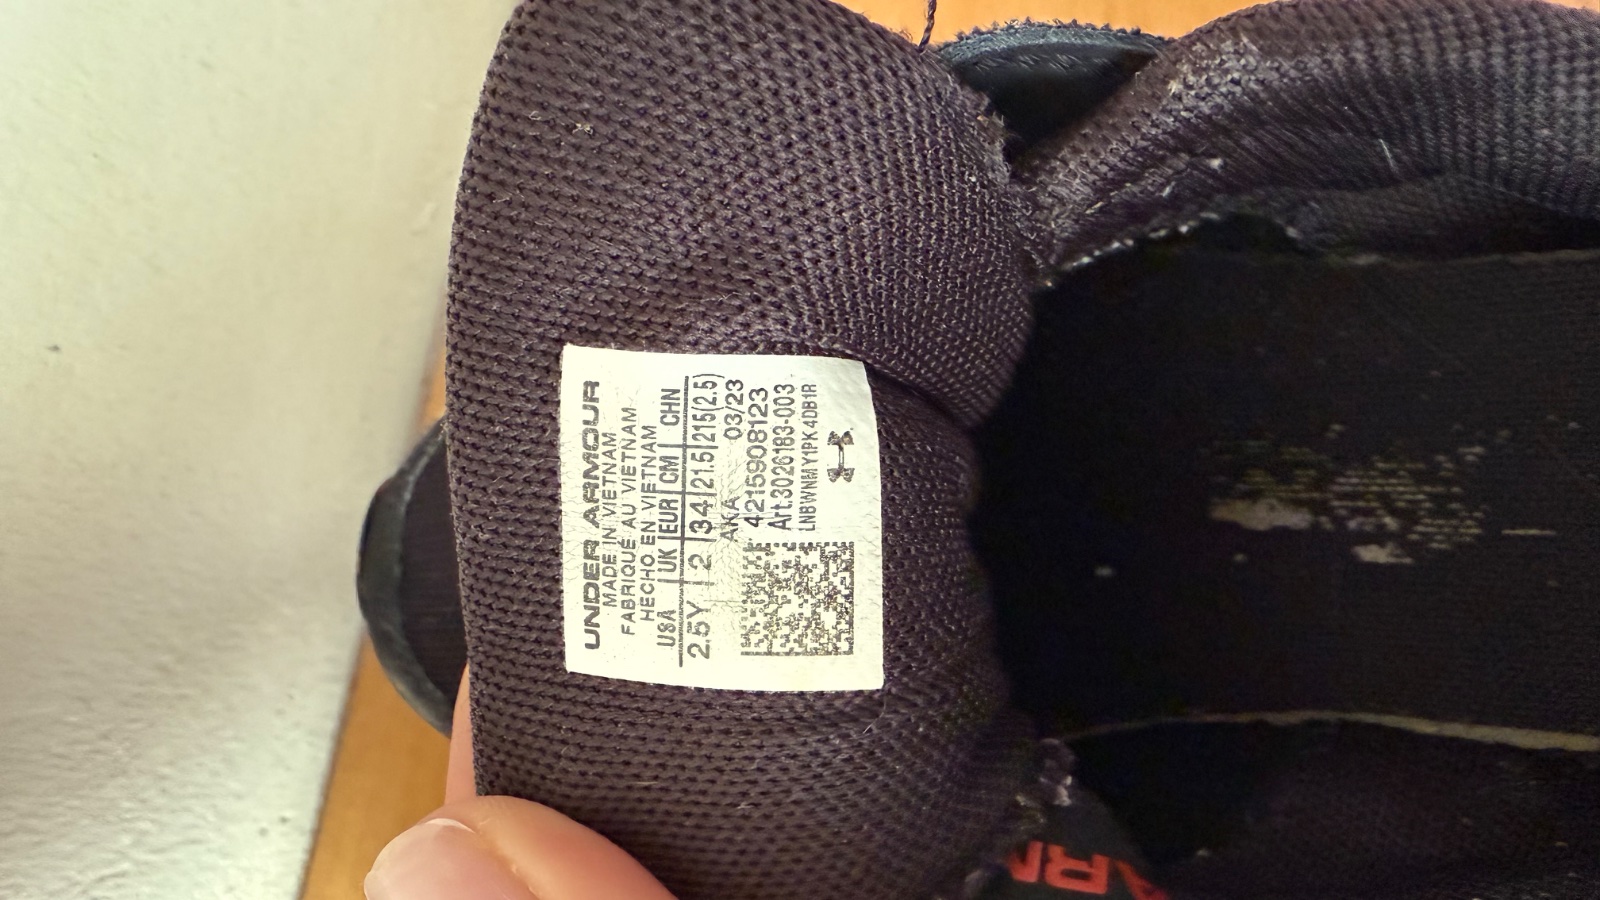 UNDER ARMOUR
MADE IN VIETNAM
FABRIQUÉ AU VIETNAM
HECHO EN VIETNAM
USA | UK | EUR | CM | CHN
2.5Y | 2 | 34 | 21.5 | 215(2.5)
AKA 03/23
4215908123
Art.3026183-003
LNBWNMY1PK4DB1R
ARM